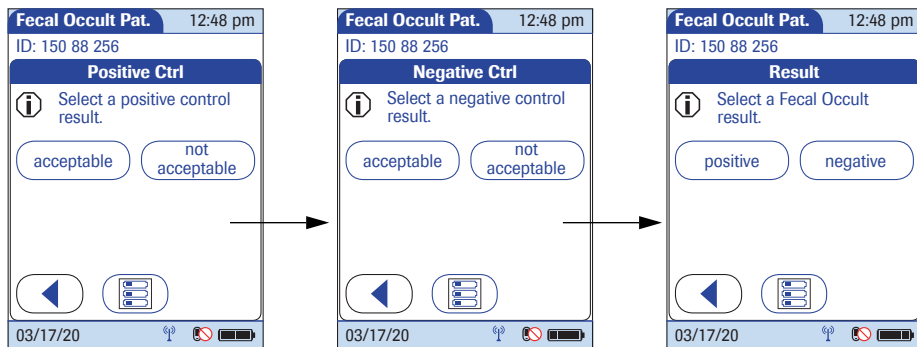 Fecal Occult Pat. 12:48 pm
ID: 150 88 256
Positive Ctrl
Select a positive control
result.
acceptable
not
acceptable
03/17/20
Fecal Occult Pat. 12:48 pm
ID: 150 88 256
Negative Ctrl
Select a negative control
result.
acceptable
not
acceptable
03/17/20
Fecal Occult Pat. 12:48 pm
ID: 150 88 256
Result
Select a Fecal Occult
result.
positive
negative
03/17/20